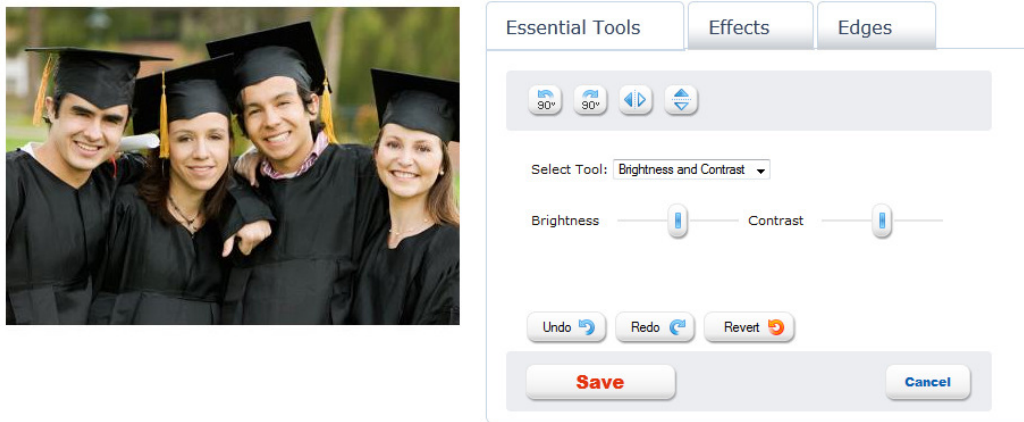 Essential Tools
Effects
Edges
90°
90°
Select Tool: Brightness and Contrast
Brightness
Contrast
Undo
Redo
Revert
Save
Cancel